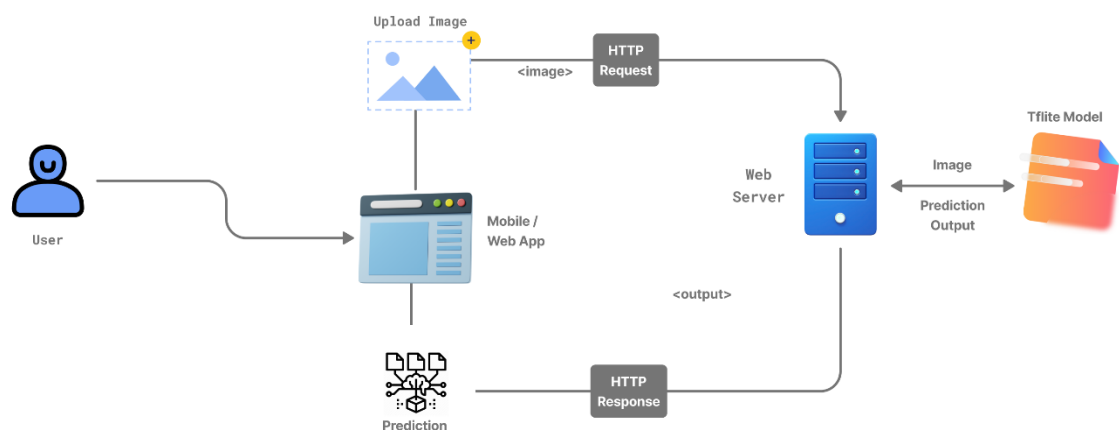 Upload Image
+
<image>
HTTP
Request
Tflite Model
Web
Server
Image
Prediction
Output
User
Mobile /
Web App
<output>
HTTP
Response
Prediction